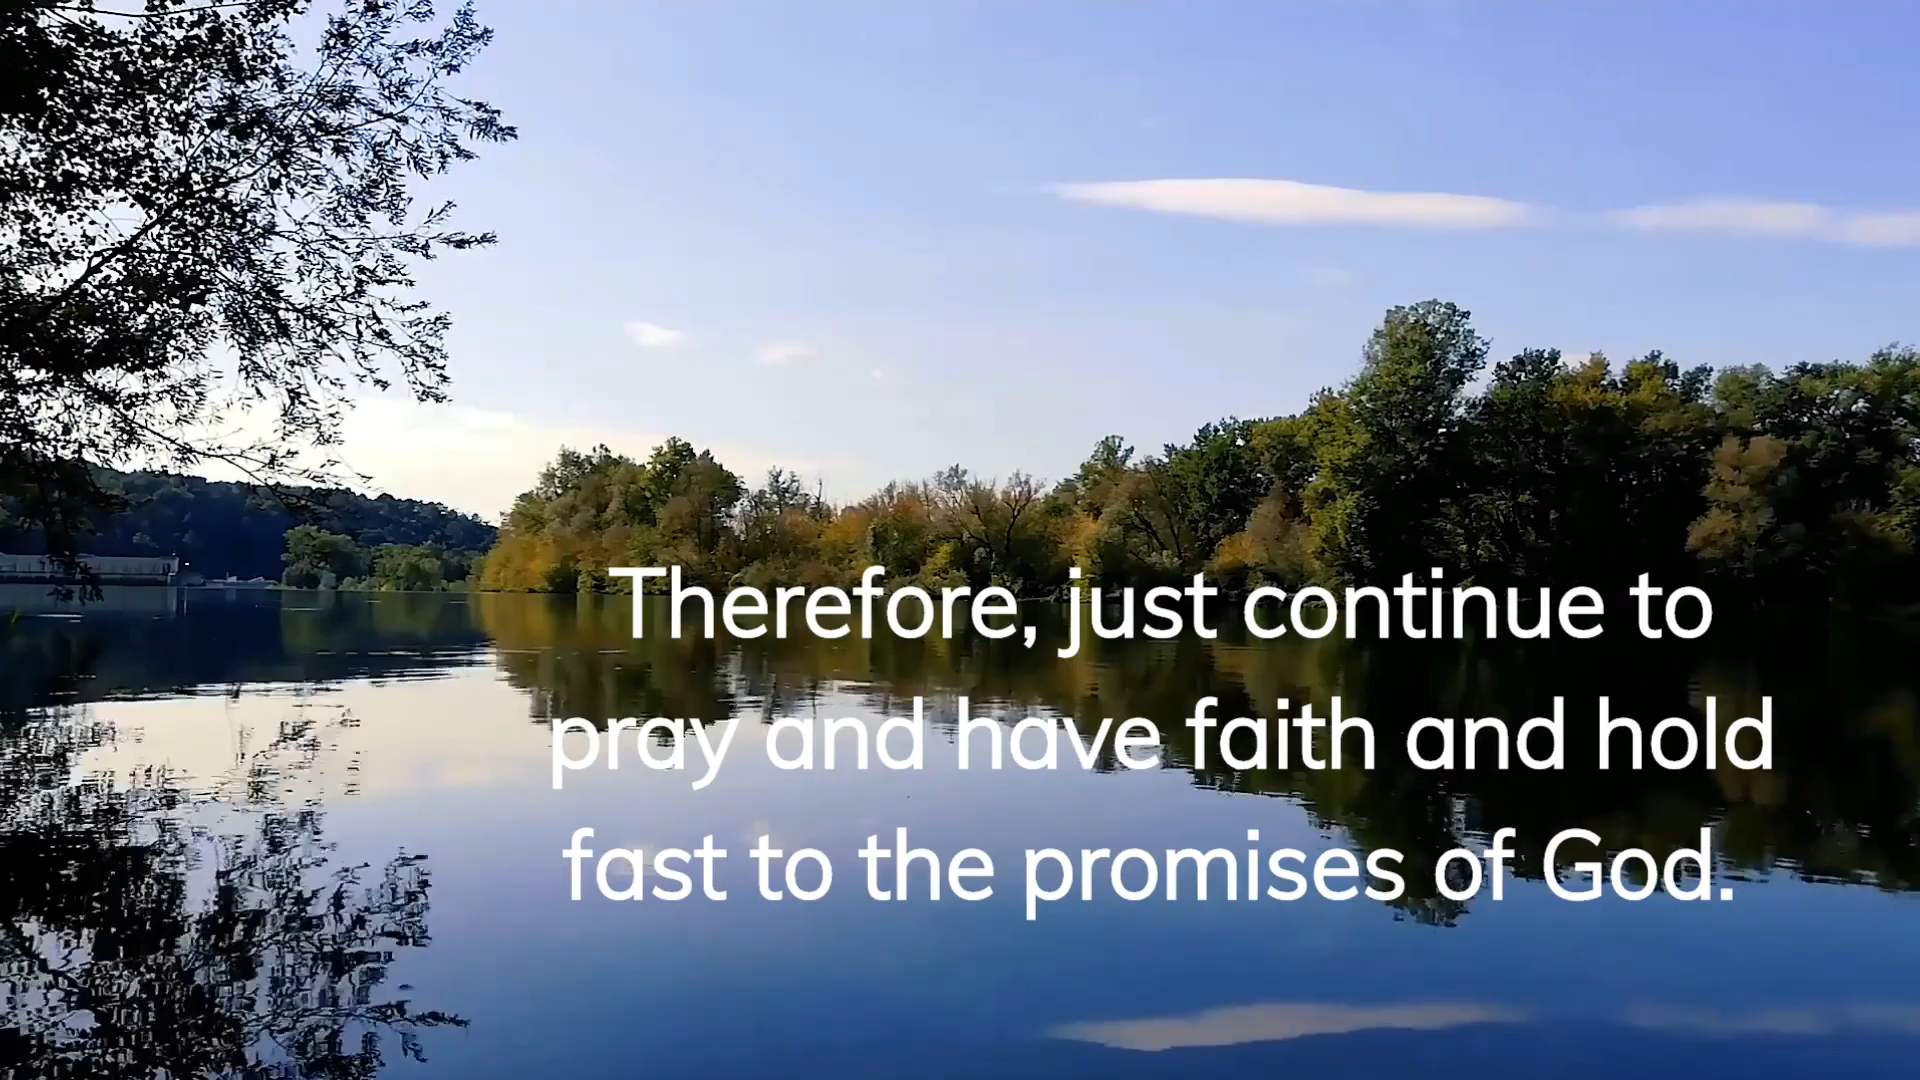 Therefore, just continue to
pray and have faith and hold
fast to the promises of God.